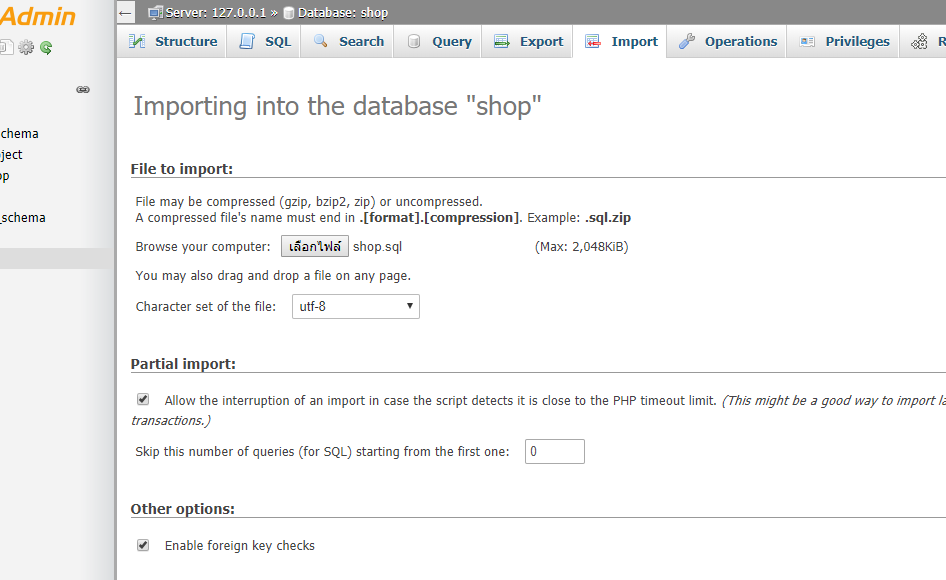 Admin
← Server: 127.0.0.1 » Database: shop
Structure SQL Search Query Export Import Operations Privileges R
chema
ject
op
_schema
Importing into the database "shop"
File to import:
File may be compressed (gzip, bzip2, zip) or uncompressed.
A compressed file's name must end in .[format].[compression]. Example: .sql.zip
Browse your computer: เลือกไฟล์ shop.sql (Max: 2,048KiB)
You may also drag and drop a file on any page.
Character set of the file: utf-8
Partial import:
Allow the interruption of an import in case the script detects it is close to the PHP timeout limit. (This might be a good way to import la
transactions.)
Skip this number of queries (for SQL) starting from the first one: 0
Other options:
Enable foreign key checks